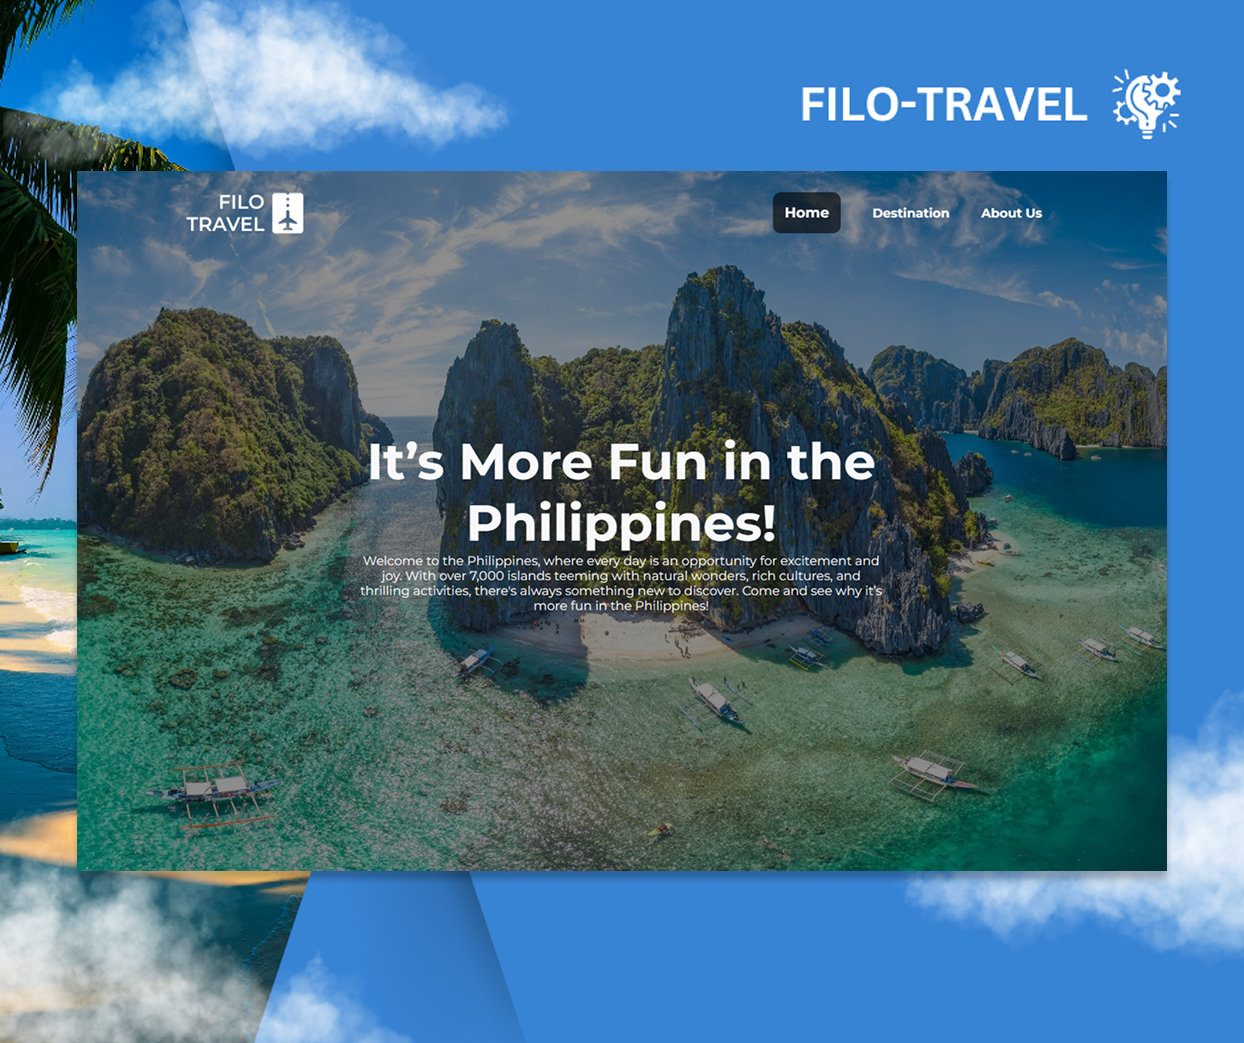 FILO-TRAVEL
FILO
TRAVEL
Home
Destination
About Us
It’s More Fun in the
Philippines!
Welcome to the Philippines, where every day is an opportunity for excitement and
joy. With over 7,000 islands teeming with natural wonders, rich cultures, and
thrilling activities, there's always something new to discover. Come and see why it's
more fun in the Philippines!